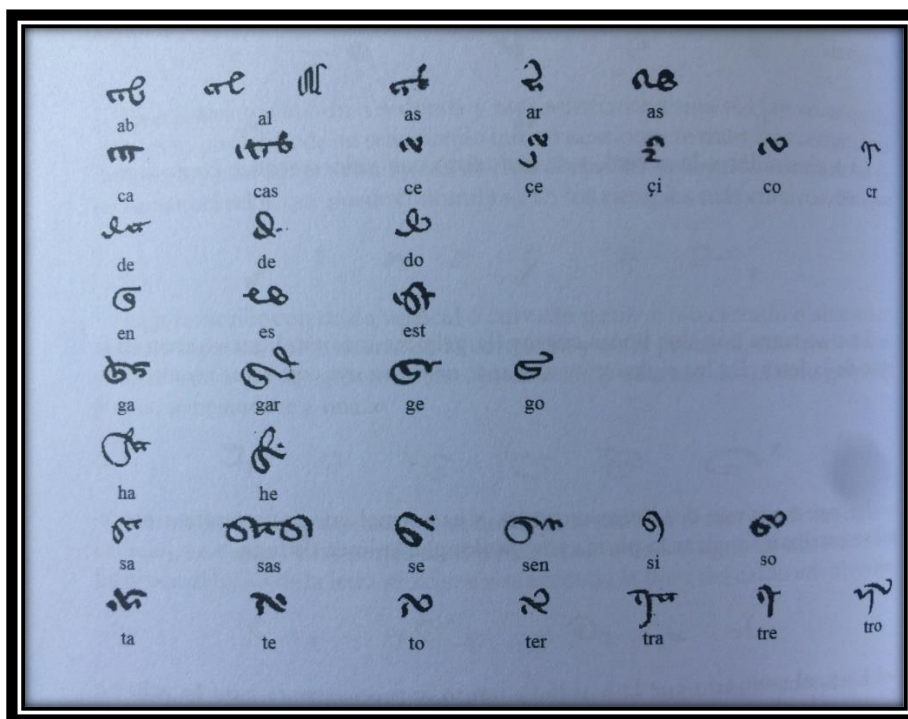 ab al as ar as
ca cas ce çe çi co cr
de de do
en es est
ga gar ge go
ha he
sa sas se sen si so
ta te to ter tra tre tro